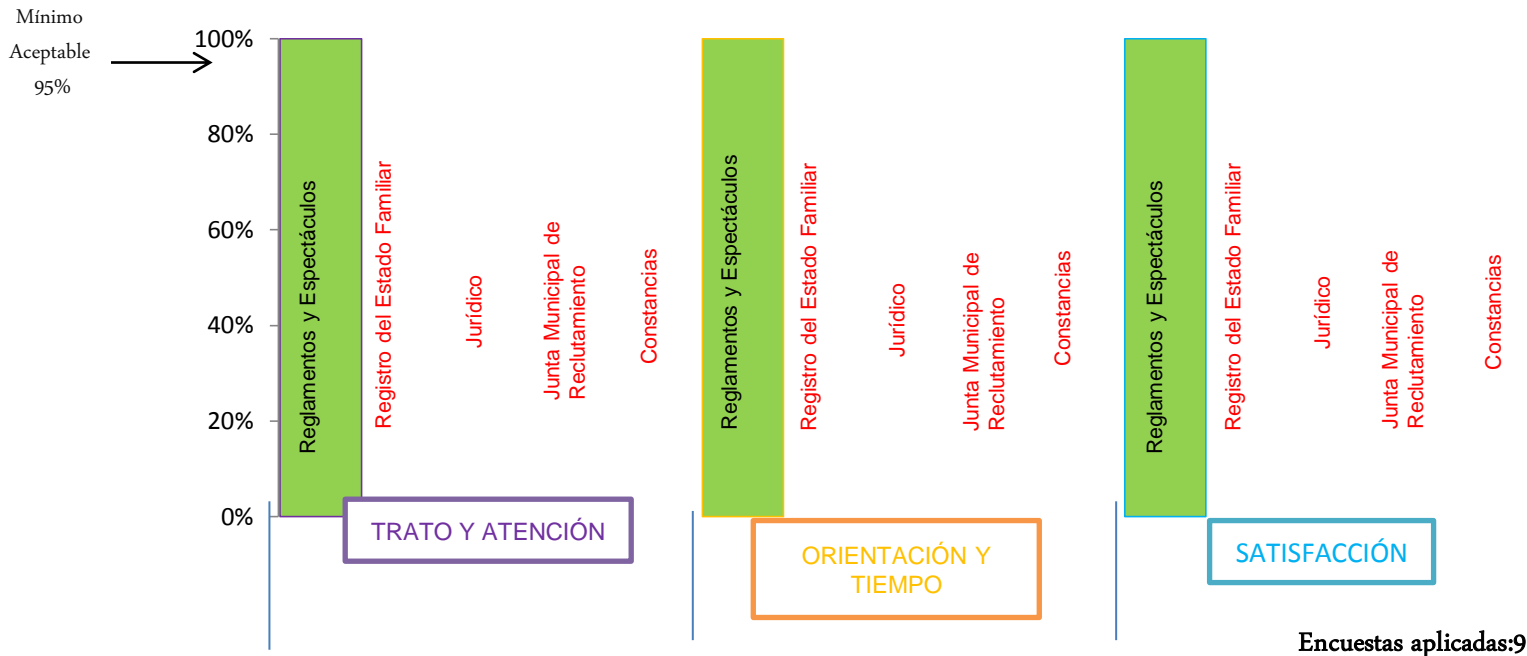 Mínimo
Aceptable
95%
100%
80%
60%
40%
20%
0%
Reglamentos y Espectáculos
Registro del Estado Familiar
Jurídico
Junta Municipal de
Reclutamiento
Constancias
Reglamentos y Espectáculos
Registro del Estado Familiar
Jurídico
Junta Municipal de
Reclutamiento
Constancias
Reglamentos y Espectáculos
Registro del Estado Familiar
Jurídico
Junta Municipal de
Reclutamiento
Constancias
TRATO Y ATENCIÓN
ORIENTACIÓN Y
TIEMPO
SATISFACCIÓN
Encuestas aplicadas:9